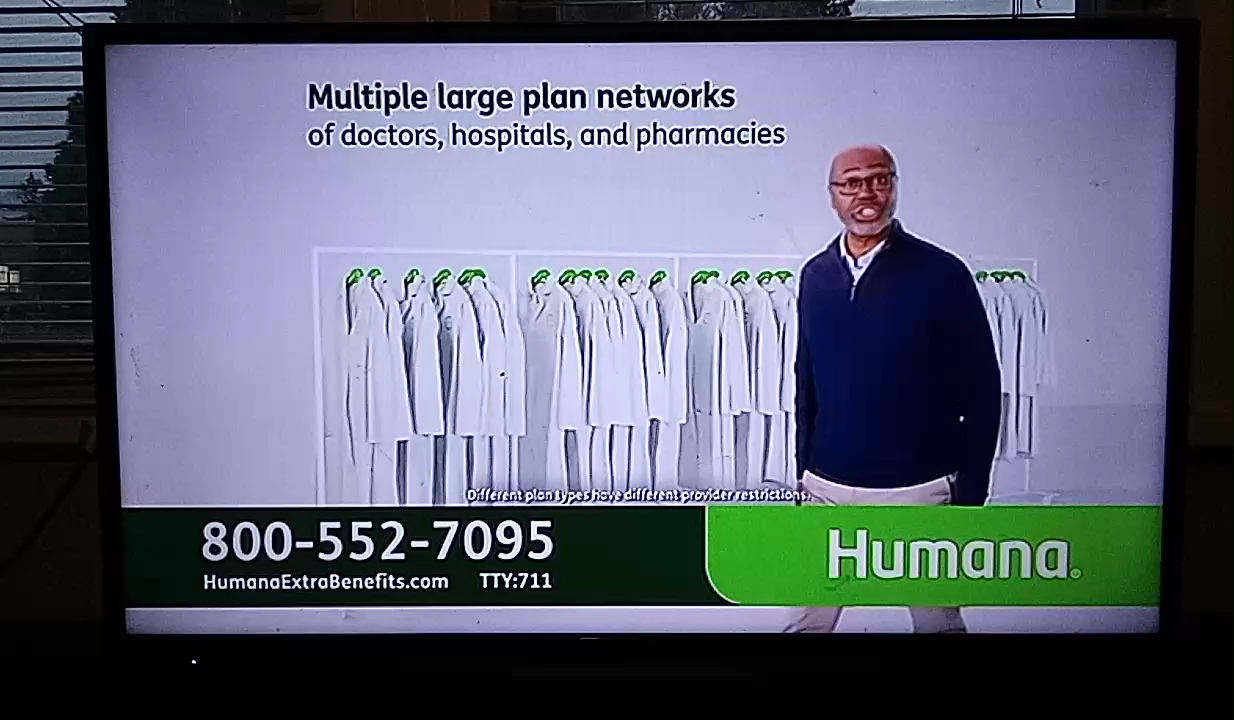 Multiple large plan networks
of doctors, hospitals, and pharmacies
Different plan types have different provider restrictions.
800-552-7095
HumanaExtraBenefits.com TTY:711
Humana®